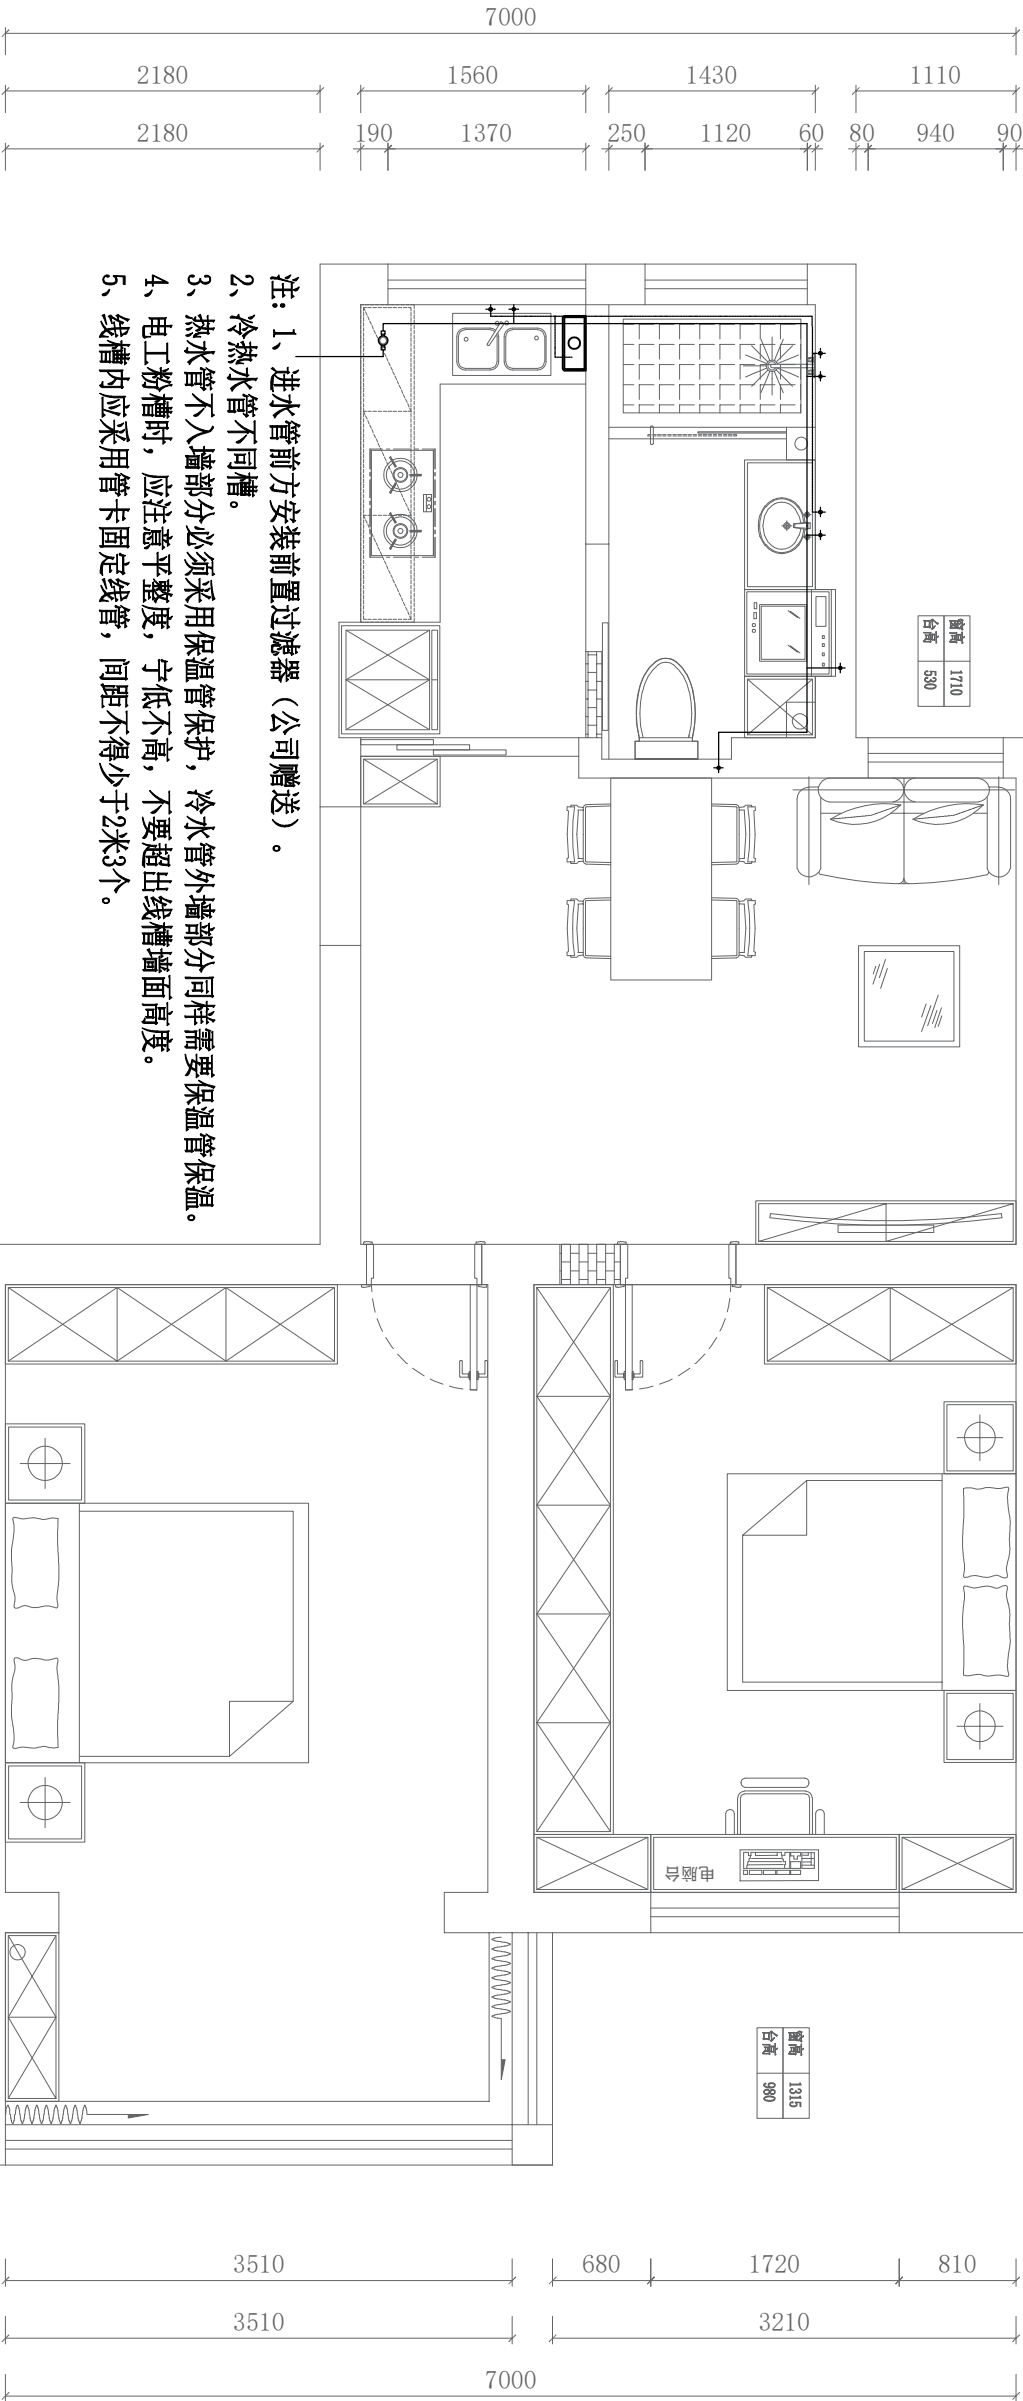 7000
2180 1560 1430 1110
2180 190 1370 250 1120 60 80 940 90
注：1、进水管前方安装前置过滤器（公司赠送）。
2、冷热水管不同槽。
3、热水管不入墙部分必须采用保温管保护，冷水管外墙部分同样需要保温管保温。
4、电工粉槽时，应注意平整度，宁低不高，不要超出线槽墙面高度。
5、线槽内应采用管卡固定线管，间距不得少于2米3个。
窗高 1710
台高 530
电脑台
窗高 1315
台高 980
3510 680 1720 810
3510 3210
7000